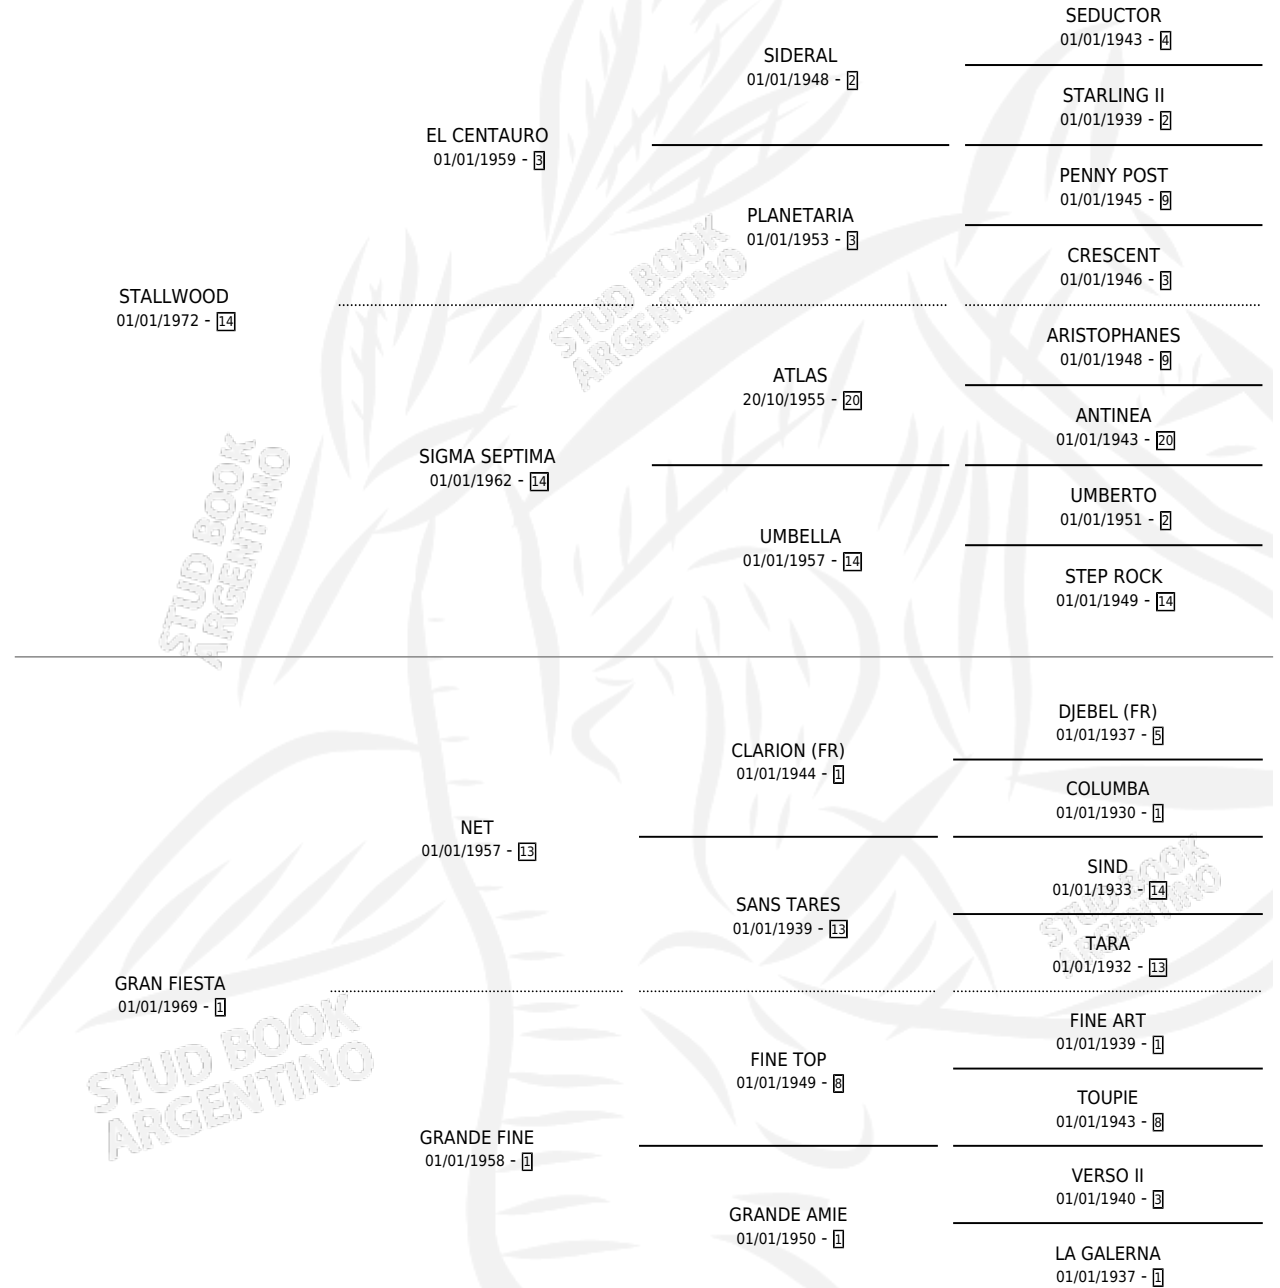 SEDUCTOR
01/01/1943 - 4
SIDERAL
01/01/1948 - 2
STARLING II
01/01/1939 - 2
EL CENTAURO
01/01/1959 - 3
PENNY POST
01/01/1945 - 9
PLANETARIA
01/01/1953 - 3
CRESCENT
01/01/1946 - 3
STALLWOOD
01/01/1972 - 14
STUD BOOK
ARGENTINO
ARISTOPHANES
01/01/1948 - 9
ATLAS
20/10/1955 - 20
ANTINEA
01/01/1943 - 20
SIGMA SEPTIMA
01/01/1962 - 14
UMBERTO
01/01/1951 - 2
UMBELLA
01/01/1957 - 14
STEP ROCK
01/01/1949 - 14
STUD BOOK
ARGENTINO
DJEBEL (FR)
01/01/1937 - 5
CLARION (FR)
01/01/1944 - 1
COLUMBA
01/01/1930 - 1
NET
01/01/1957 - 13
SIND
01/01/1933 - 14
SANS TARES
01/01/1939 - 13
TARA
01/01/1932 - 13
STUD BOOK
ARGENTINO
GRAN FIESTA
01/01/1969 - 1
STUD BOOK
ARGENTINO
FINE ART
01/01/1939 - 1
FINE TOP
01/01/1949 - 8
TOUPIE
01/01/1943 - 8
GRANDE FINE
01/01/1958 - 1
VERSO II
01/01/1940 - 3
GRANDE AMIE
01/01/1950 - 1
LA GALERNA
01/01/1937 - 1